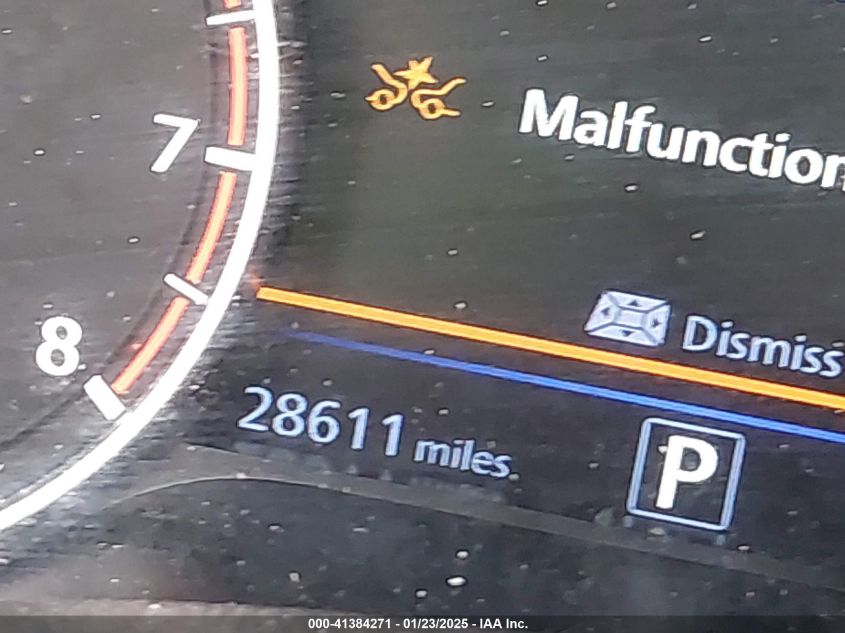 7
Malfunction
8
Dismiss
28611 miles
P
000-41384271 - 01/23/2025 - IAA Inc.